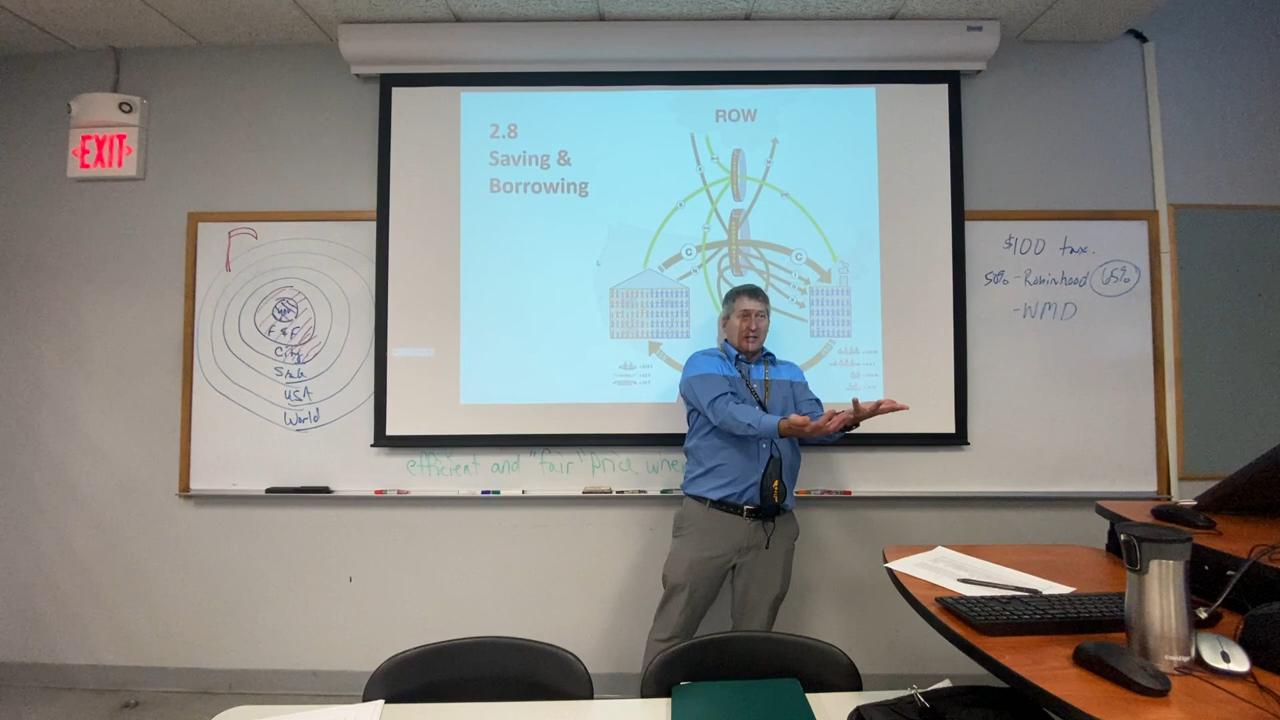 EXIT
2.8
Saving &
Borrowing
ROW
C
C
F & F
City
State
USA
World
efficient and "fair" price when
$100 tax.
50% - Robinhood 65%
- WMD